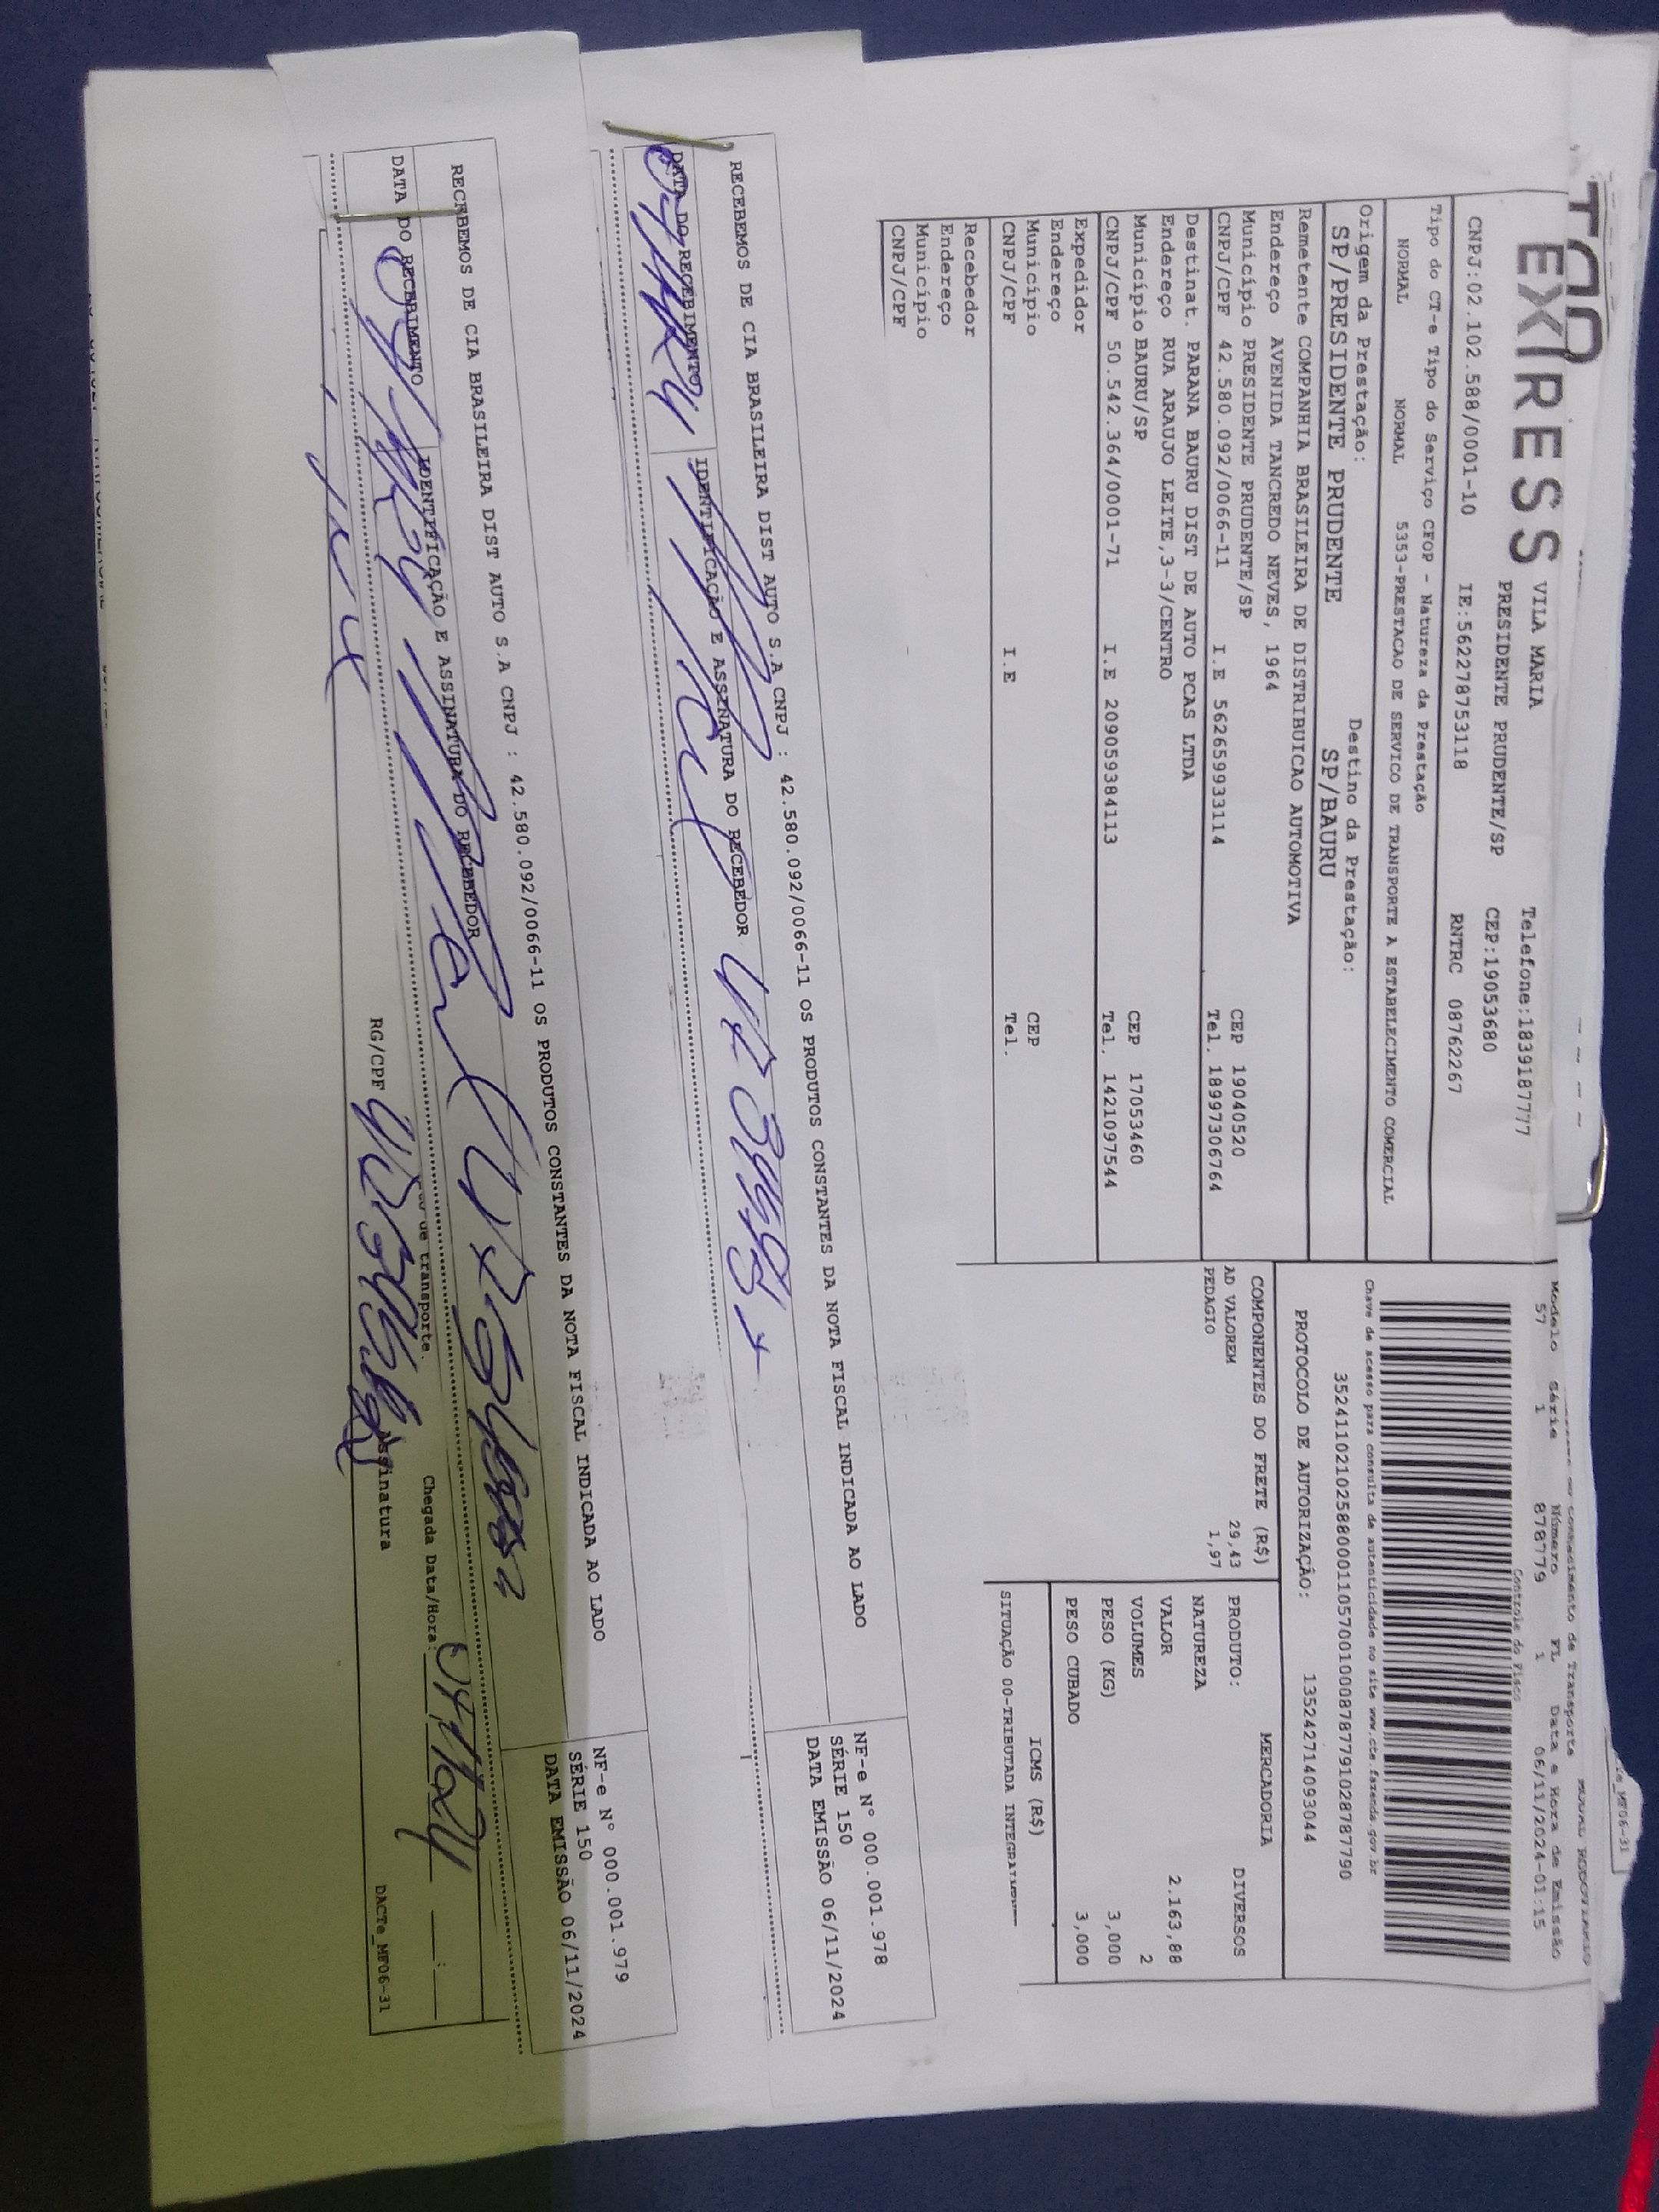 EXPRESS
VILA MARIA
Telefone:1839187777
PRESIDENTE PRUDENTE/SP CEP:19053680
CNPJ:02.102.588/0001-10 IE:562278753118 RNTRC 08762267
Tipo do CT-e Tipo do Serviço CFOP - Natureza da Prestação
NORMAL NORMAL 5353-PRESTACAO DE SERVICO DE TRANSPORTE A ESTABELECIMENTO COMERCIAL
Origem da Prestação: Destino da Prestação:
SP/PRESIDENTE PRUDENTE SP/BAURU
Remetente COMPANHIA BRASILEIRA DE DISTRIBUICAO AUTOMOTIVA
Endereço AVENIDA TANCREDO NEVES, 1964
Município PRESIDENTE PRUDENTE/SP CEP 19040520
CNPJ/CPF 42.580.092/0066-11 I.E 562659933114 Tel. 18997306764
Destinat. PARANA BAURU DIST DE AUTO PCAS LTDA
Endereço RUA ARAUJO LEITE,3-3/CENTRO
Município BAURU/SP CEP 17053460
CNPJ/CPF 50.542.364/0001-71 I.E 209059384113 Tel. 1421097544
Expedidor
Endereço
Município CEP
CNPJ/CPF I.E Tel.
Recebedor
Endereço
Município
CNPJ/CPF
Conhecimento de Transporte
Modelo Série Número FL Data e Hora de Emissão
57 1 878779 1 06/11/2024-01:15
Controle do Fisco
Chave de acesso para consulta de autenticidade no site www.cte.fazenda.gov.br
PROTOCOLO DE AUTORIZAÇÃO: 135242714093044
COMPONENTES DO FRETE (R$)
AD VALOREM 29,43
PEDAGIO 1,97
MERCADORIA
PRODUTO: DIVERSOS
NATUREZA
VALOR 2.163,88
VOLUMES 2
PESO (KG) 3,000
PESO CUBADO 3,000
ICMS (R$)
SITUAÇÃO 00-TRIBUTADA
RECEBEMOS DE CIA BRASILEIRA DIST AUTO S.A CNPJ : 42.580.092/0066-11 OS PRODUTOS CONSTANTES DA NOTA FISCAL INDICADA AO LADO
DATA DO RECEBIMENTO IDENTIFICAÇÃO E ASSINATURA DO RECEBEDOR
NF-e N° 000.001.978
SÉRIE 150
DATA EMISSÃO 06/11/2024
RECEBEMOS DE CIA BRASILEIRA DIST AUTO S.A CNPJ : 42.580.092/0066-11 OS PRODUTOS CONSTANTES DA NOTA FISCAL INDICADA AO LADO
DATA DO RECEBIMENTO IDENTIFICAÇÃO E ASSINATURA DO RECEBEDOR
NF-e N° 000.001.979
SÉRIE 150
DATA EMISSÃO 06/11/2024
de transporte.
Chegada Data/Hora:
RG/CPF Assinatura
DACTe_MF06-31